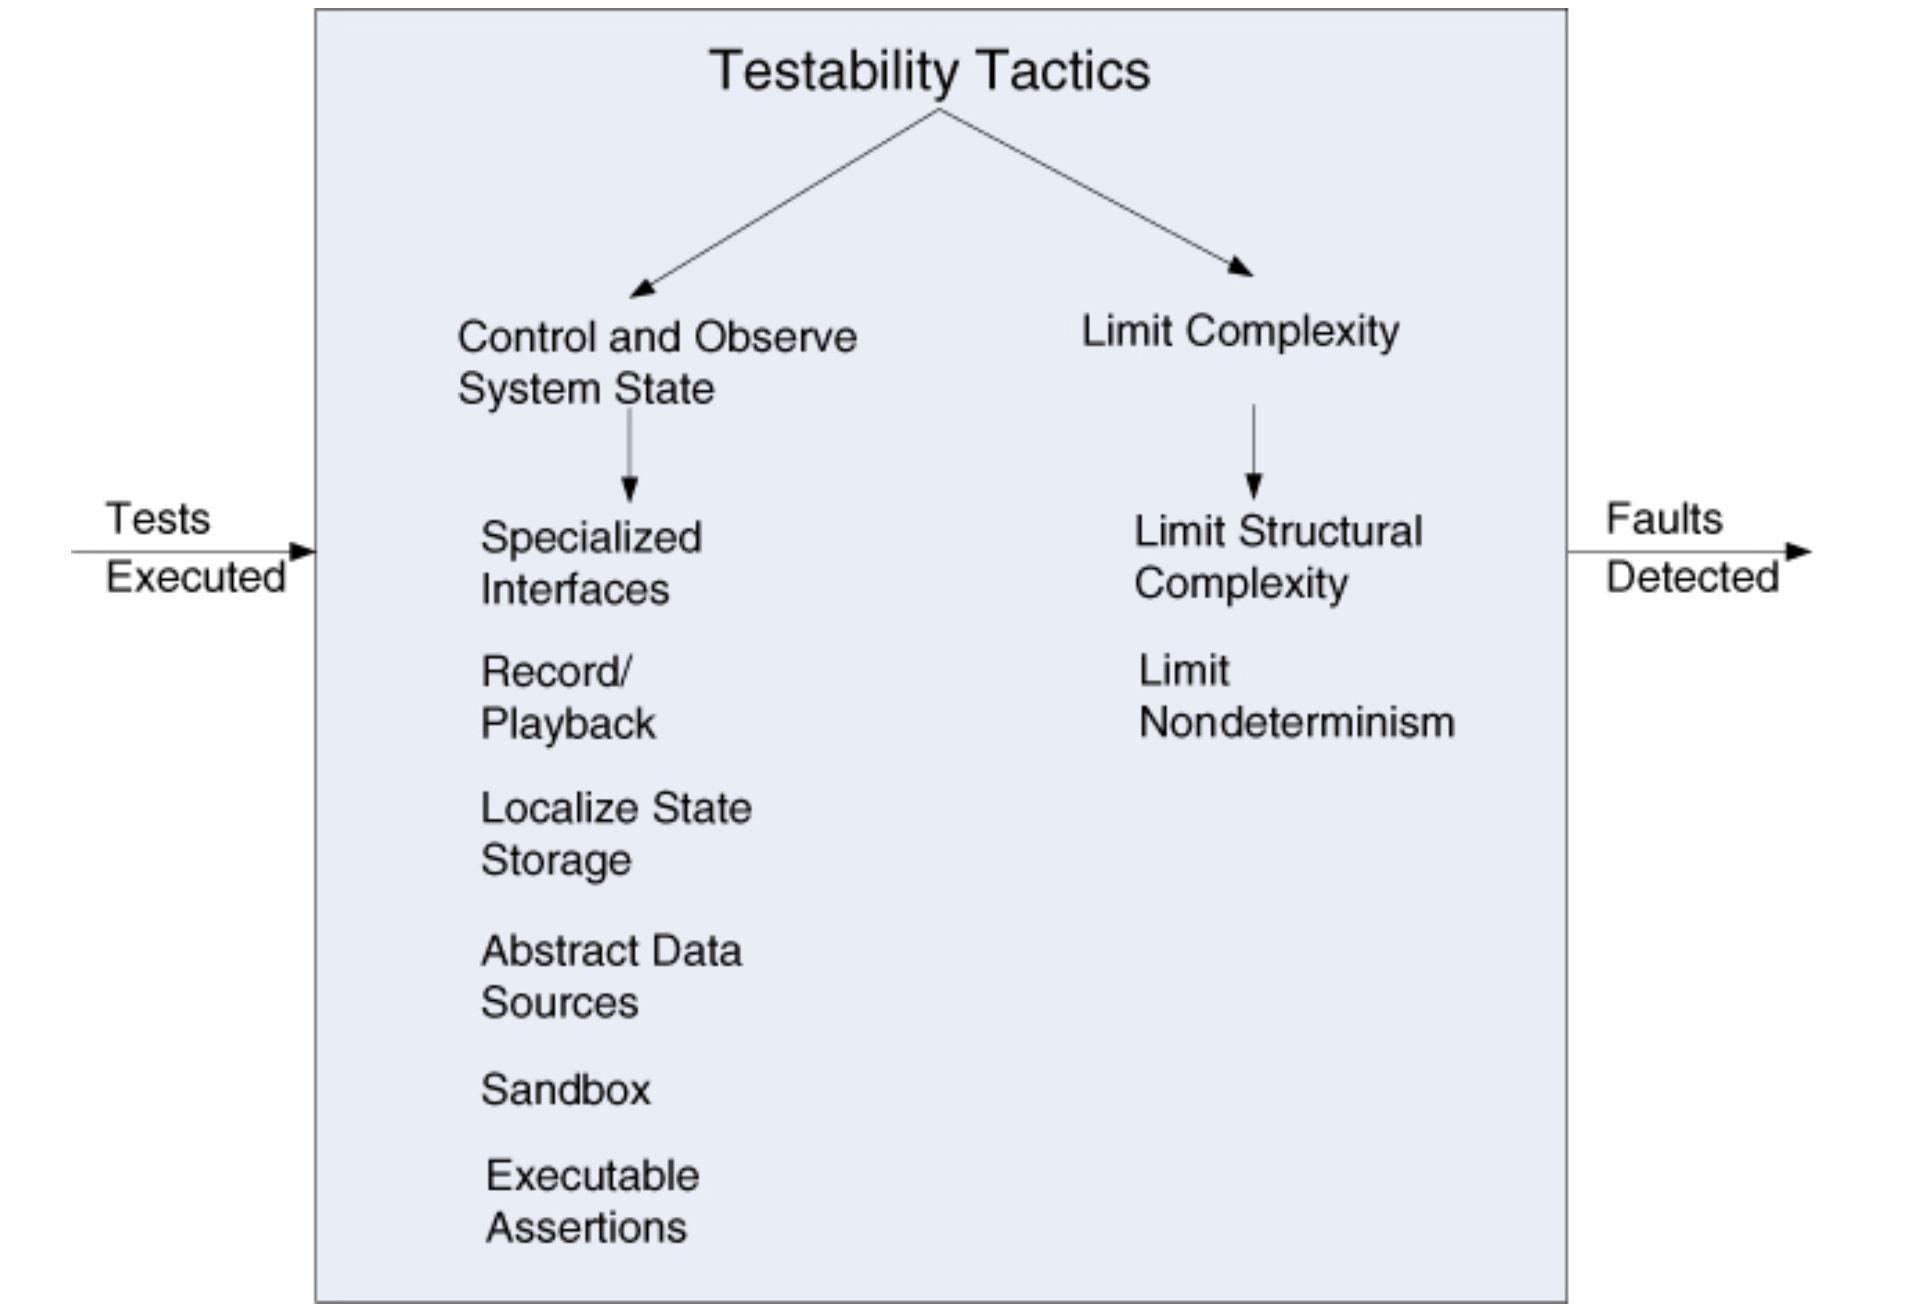 Testability Tactics
Control and Observe
System State
Limit Complexity
Tests
Executed
Specialized
Interfaces
Record/
Playback
Localize State
Storage
Abstract Data
Sources
Sandbox
Executable
Assertions
Limit Structural
Complexity
Limit
Nondeterminism
Faults
Detected